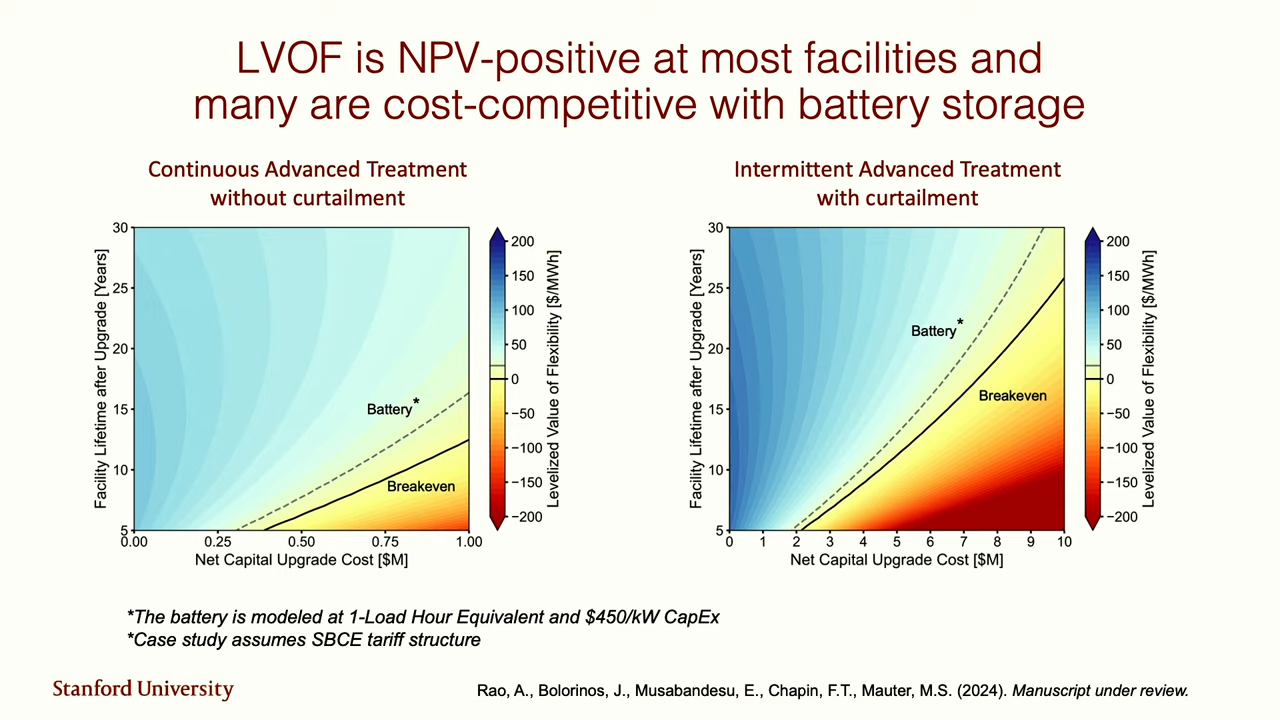 LVOF is NPV-positive at most facilities and
many are cost-competitive with battery storage
Continuous Advanced Treatment
without curtailment
Facility Lifetime after Upgrade [Years]
30
25
20
15
10
5
0.00
0.25
0.50
0.75
1.00
Net Capital Upgrade Cost [$M]
Battery*
Breakeven
200
150
100
50
0
−50
−100
−150
−200
Levelized Value of Flexibility [$/MWh]
Intermittent Advanced Treatment
with curtailment
Facility Lifetime after Upgrade [Years]
30
25
20
15
10
5
0
1
2
3
4
5
6
7
8
9
10
Net Capital Upgrade Cost [$M]
Battery*
Breakeven
200
150
100
50
0
−50
−100
−150
−200
Levelized Value of Flexibility [$/MWh]
*The battery is modeled at 1-Load Hour Equivalent and $450/kW CapEx
*Case study assumes SBCE tariff structure
Stanford University
Rao, A., Bolorinos, J., Musabandesu, E., Chapin, F.T., Mauter, M.S. (2024). Manuscript under review.